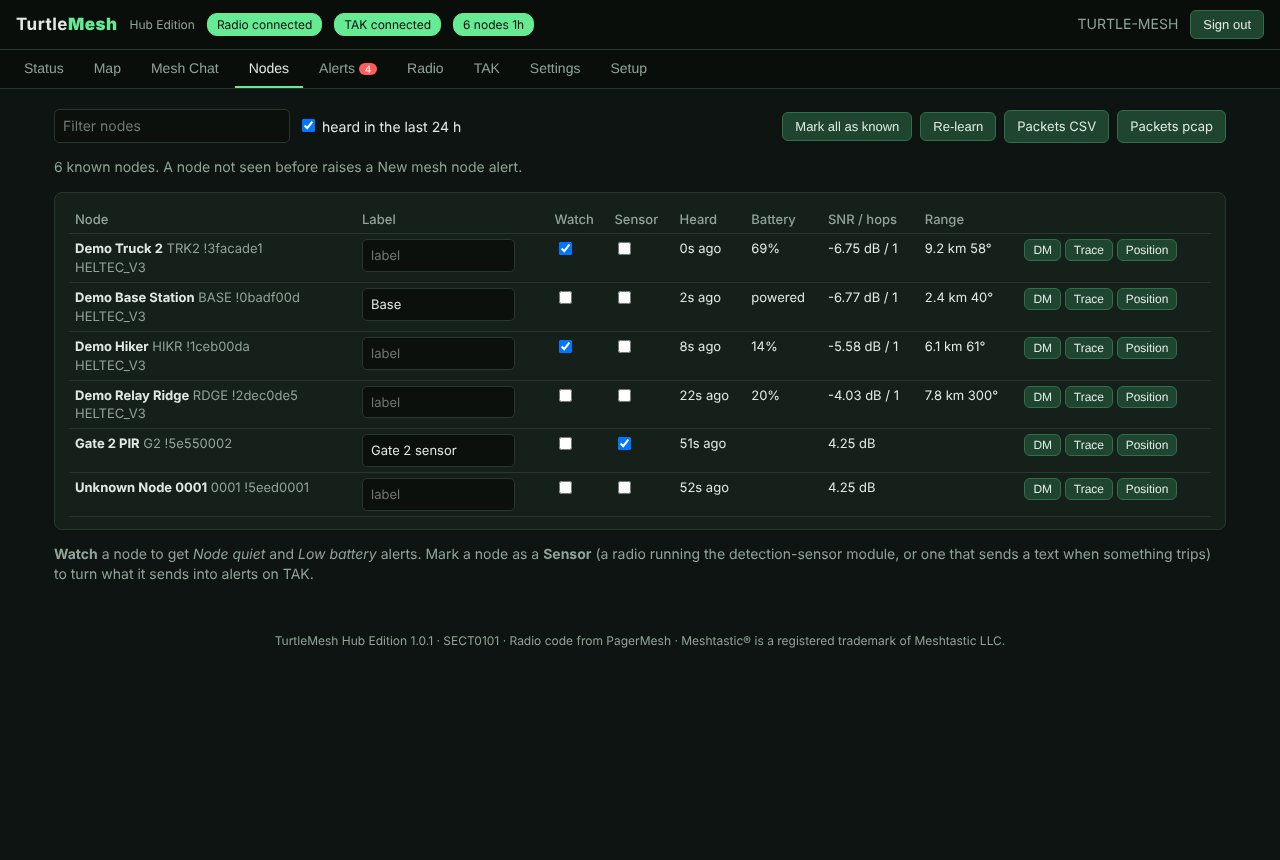 TurtleMesh Hub Edition Radio connected TAK connected 6 nodes 1h TURTLE-MESH Sign out
Status Map Mesh Chat Nodes Alerts 4 Radio TAK Settings Setup
Filter nodes heard in the last 24 h Mark all as known Re-learn Packets CSV Packets pcap
6 known nodes. A node not seen before raises a New mesh node alert.
Node Label Watch Sensor Heard Battery SNR / hops Range
Demo Truck 2 TRK2 !3facade1 label 0s ago 69% -6.75 dB / 1 9.2 km 58° DM Trace Position
HELTEC_V3
Demo Base Station BASE !0badf00d Base 2s ago powered -6.77 dB / 1 2.4 km 40° DM Trace Position
HELTEC_V3
Demo Hiker HIKR !1ceb00da label 8s ago 14% -5.58 dB / 1 6.1 km 61° DM Trace Position
HELTEC_V3
Demo Relay Ridge RDGE !2dec0de5 label 22s ago 20% -4.03 dB / 1 7.8 km 300° DM Trace Position
HELTEC_V3
Gate 2 PIR G2 !5e550002 Gate 2 sensor 51s ago 4.25 dB DM Trace Position
Unknown Node 0001 0001 !5eed0001 label 52s ago 4.25 dB DM Trace Position
Watch a node to get Node quiet and Low battery alerts. Mark a node as a Sensor (a radio running the detection-sensor module, or one that sends a text when something trips)
to turn what it sends into alerts on TAK.
TurtleMesh Hub Edition 1.0.1 · SECT0101 · Radio code from PagerMesh · Meshtastic® is a registered trademark of Meshtastic LLC.